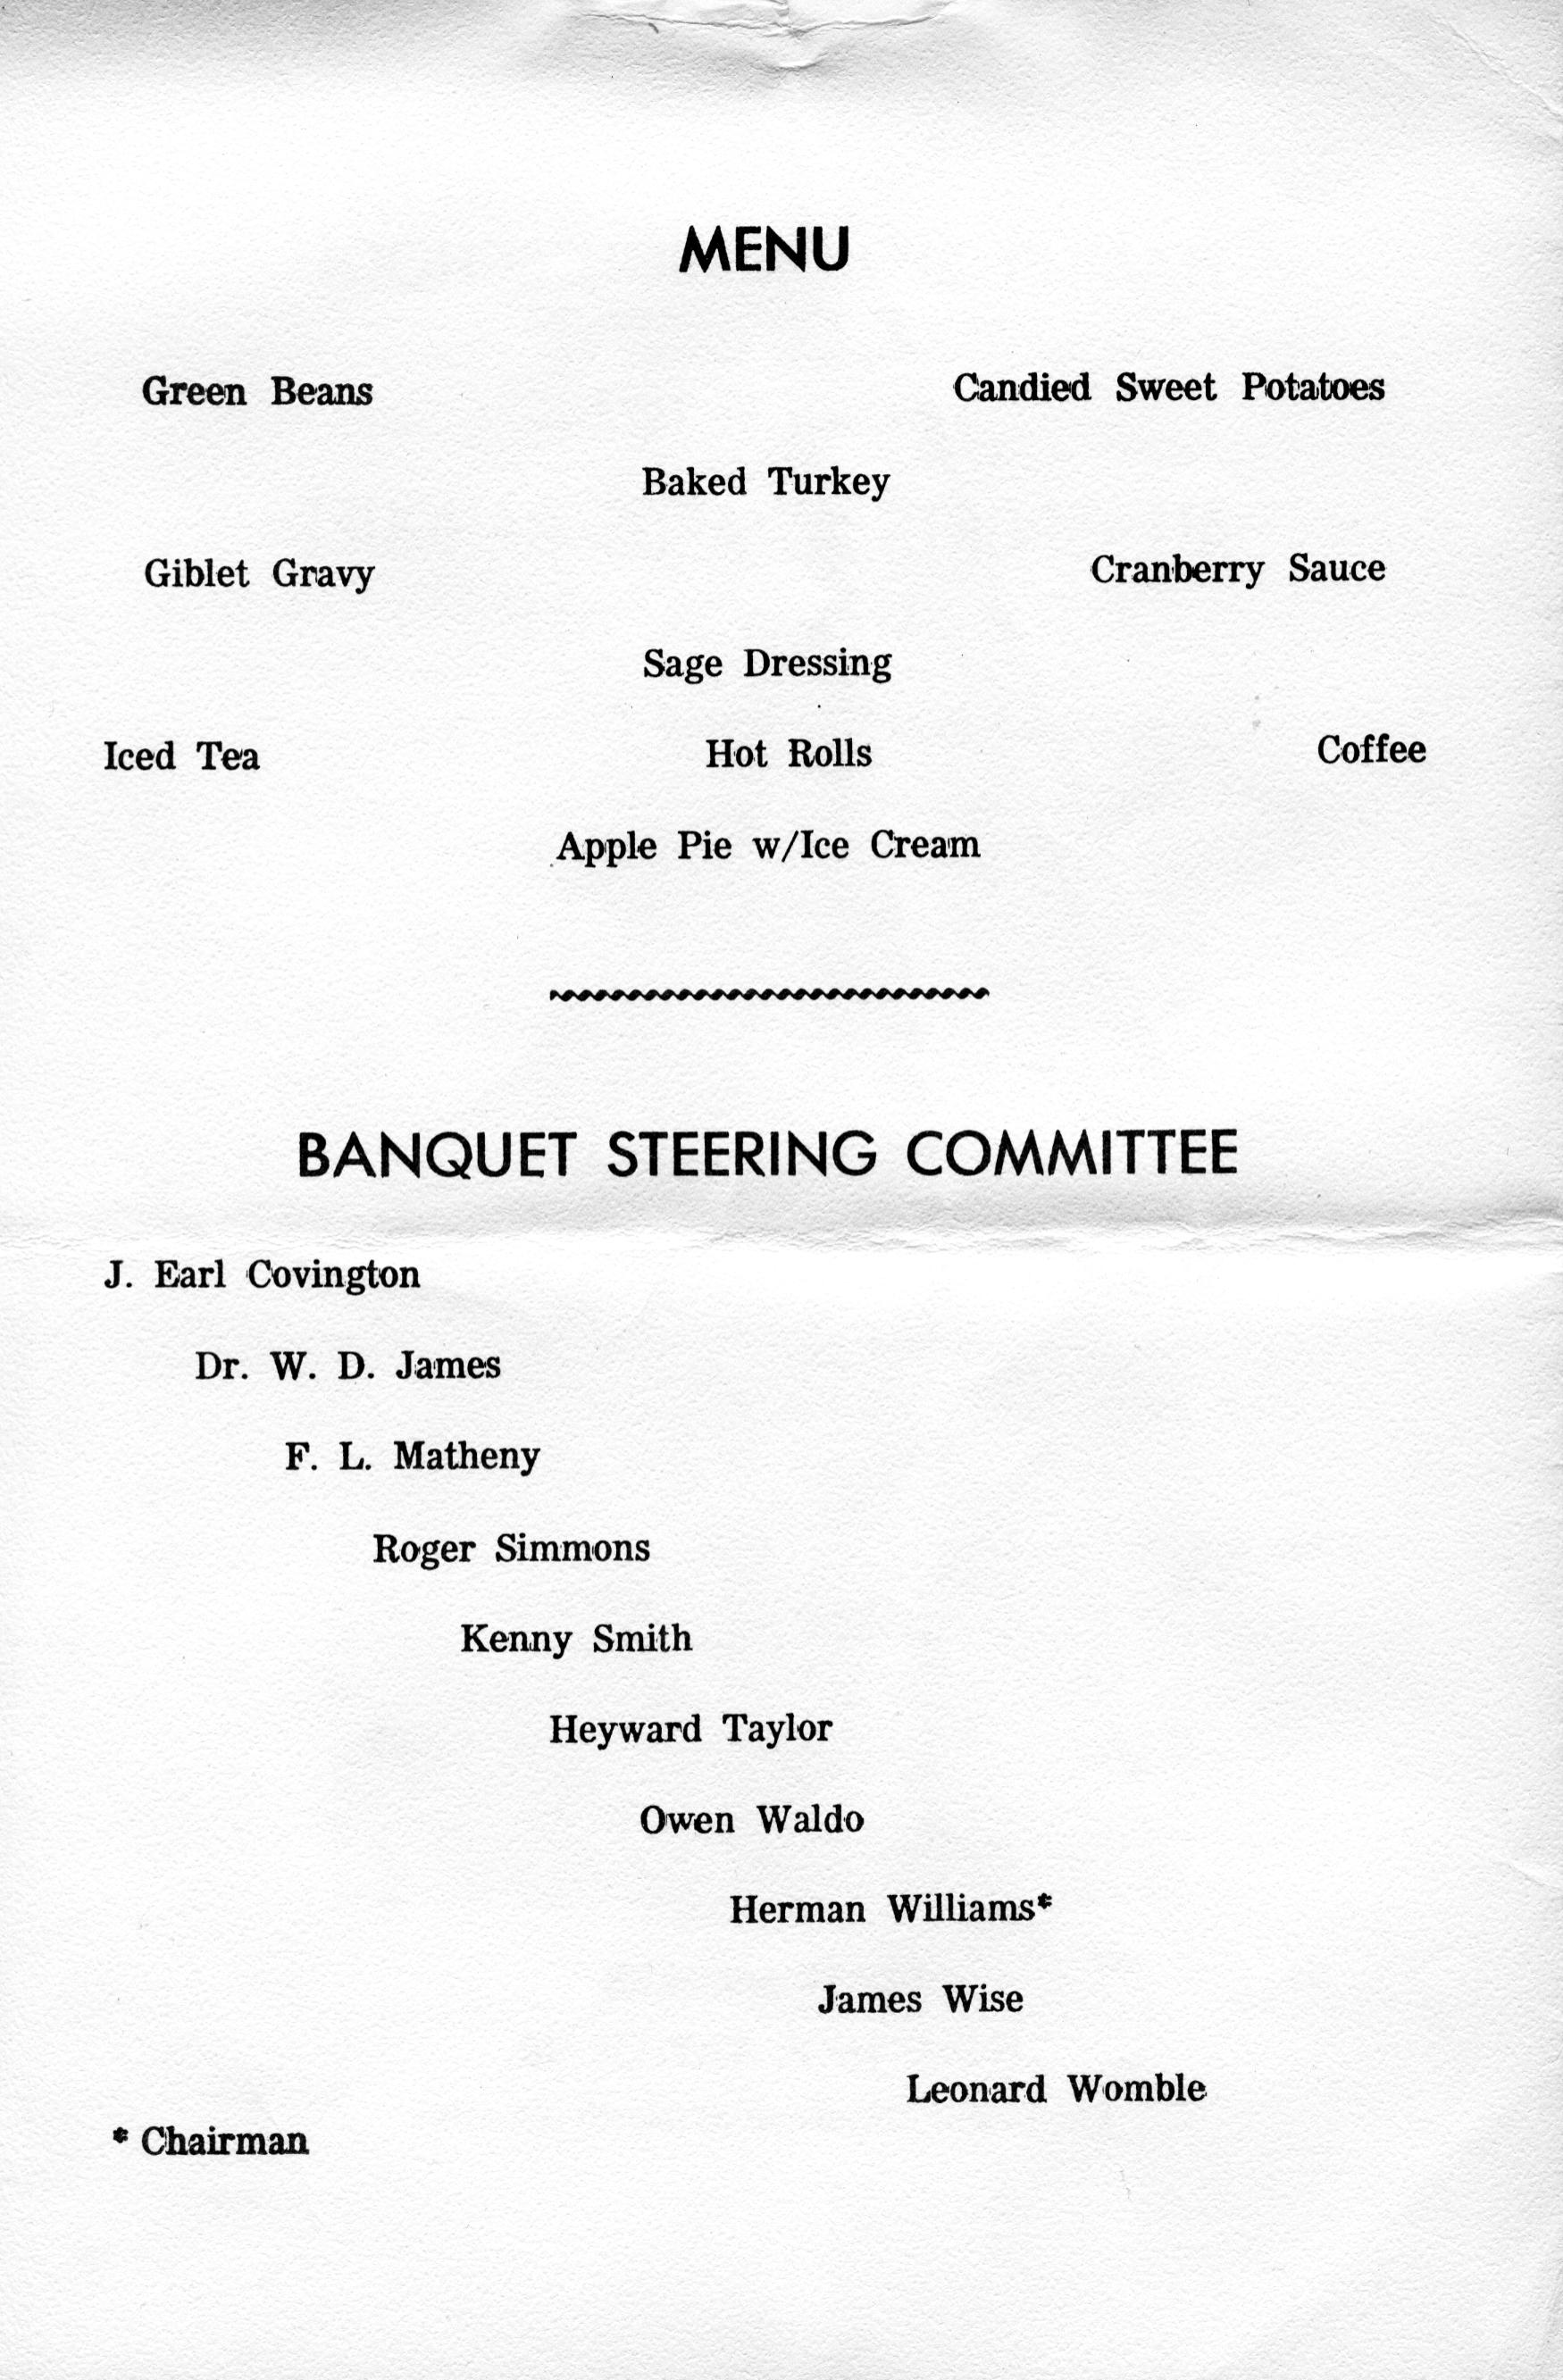 MENU
Green Beans Candied Sweet Potatoes
Baked Turkey
Giblet Gravy Cranberry Sauce
Sage Dressing
Iced Tea Hot Rolls Coffee
Apple Pie w/Ice Cream
BANQUET STEERING COMMITTEE
J. Earl Covington
Dr. W. D. James
F. L. Matheny
Roger Simmons
Kenny Smith
Heyward Taylor
Owen Waldo
Herman Williams*
James Wise
Leonard Womble
* Chairman